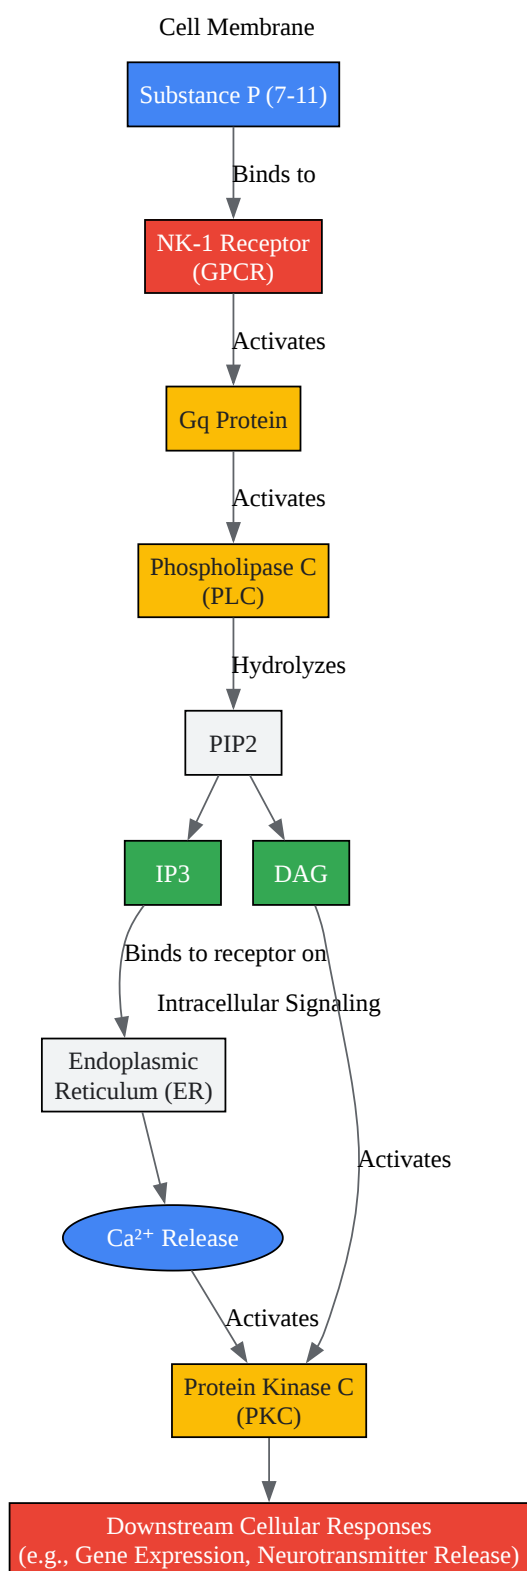 Cell Membrane
Substance P (7-11)
Binds to
NK-1 Receptor
(GPCR)
Activates
Gq Protein
Activates
Phospholipase C
(PLC)
Hydrolyzes
PIP2
IP3
DAG
Binds to receptor on
Intracellular Signaling
Endoplasmic
Reticulum (ER)
Activates
Ca²⁺ Release
Activates
Protein Kinase C
(PKC)
Downstream Cellular Responses
(e.g., Gene Expression, Neurotransmitter Release)